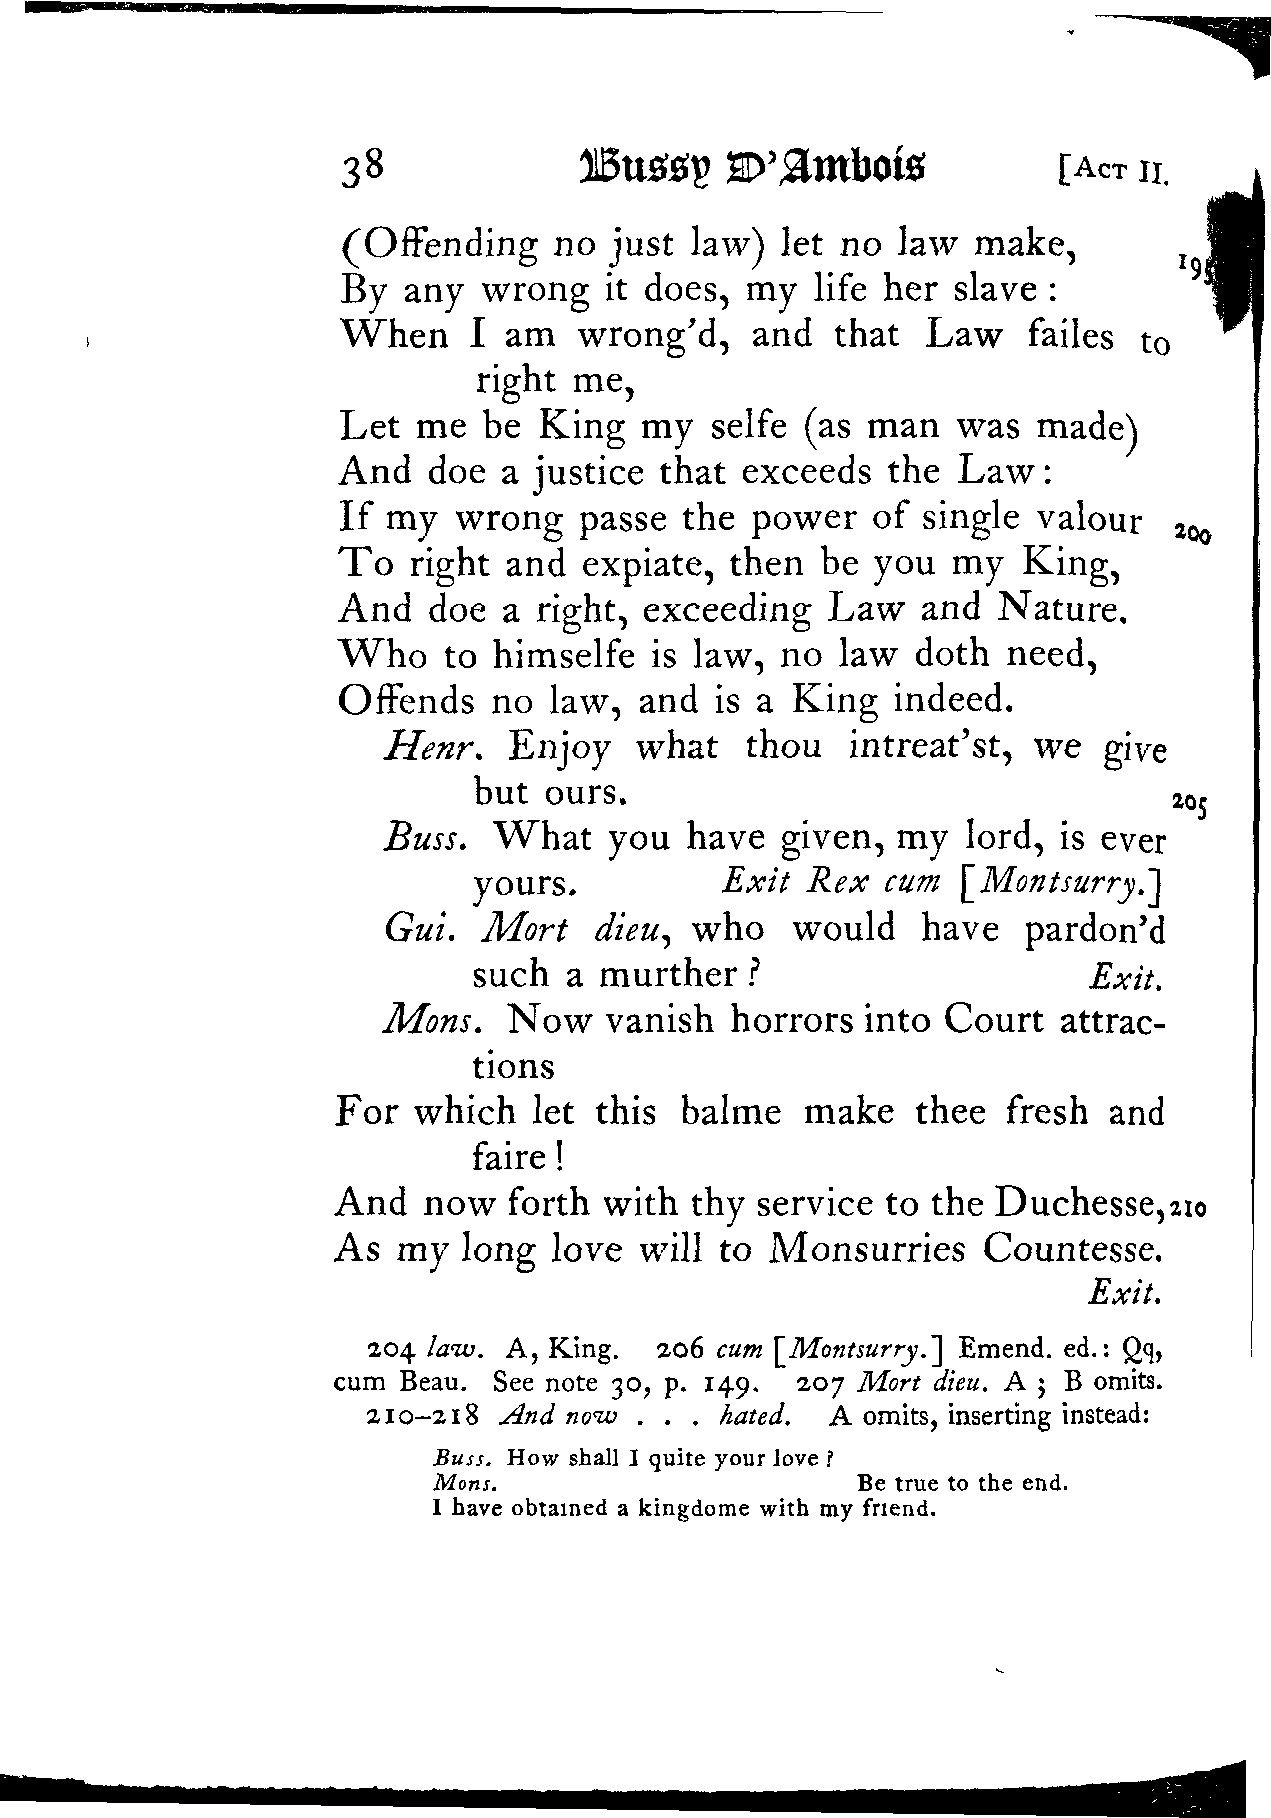 38 Bussy D'Ambois [Act II.
(Offending no just law) let no law make, 195
By any wrong it does, my life her slave :
When I am wrong'd, and that Law failes to
right me,
Let me be King my selfe (as man was made)
And doe a justice that exceeds the Law :
If my wrong passe the power of single valour 200
To right and expiate, then be you my King,
And doe a right, exceeding Law and Nature.
Who to himselfe is law, no law doth need,
Offends no law, and is a King indeed.
Henr. Enjoy what thou intreat'st, we give
but ours. 205
Buss. What you have given, my lord, is ever
yours. Exit Rex cum [Montsurry.]
Gui. Mort dieu, who would have pardon'd
such a murther ? Exit.
Mons. Now vanish horrors into Court attrac-
tions
For which let this balme make thee fresh and
faire !
And now forth with thy service to the Duchesse, 210
As my long love will to Monsurries Countesse.
Exit.
204 law. A, King. 206 cum [Montsurry.] Emend. ed. : Qq,
cum Beau. See note 30, p. 149. 207 Mort dieu. A ; B omits.
210-218 And now . . . hated. A omits, inserting instead:
Buss. How shall I quite your love ?
Mons. Be true to the end.
I have obtained a kingdome with my friend.